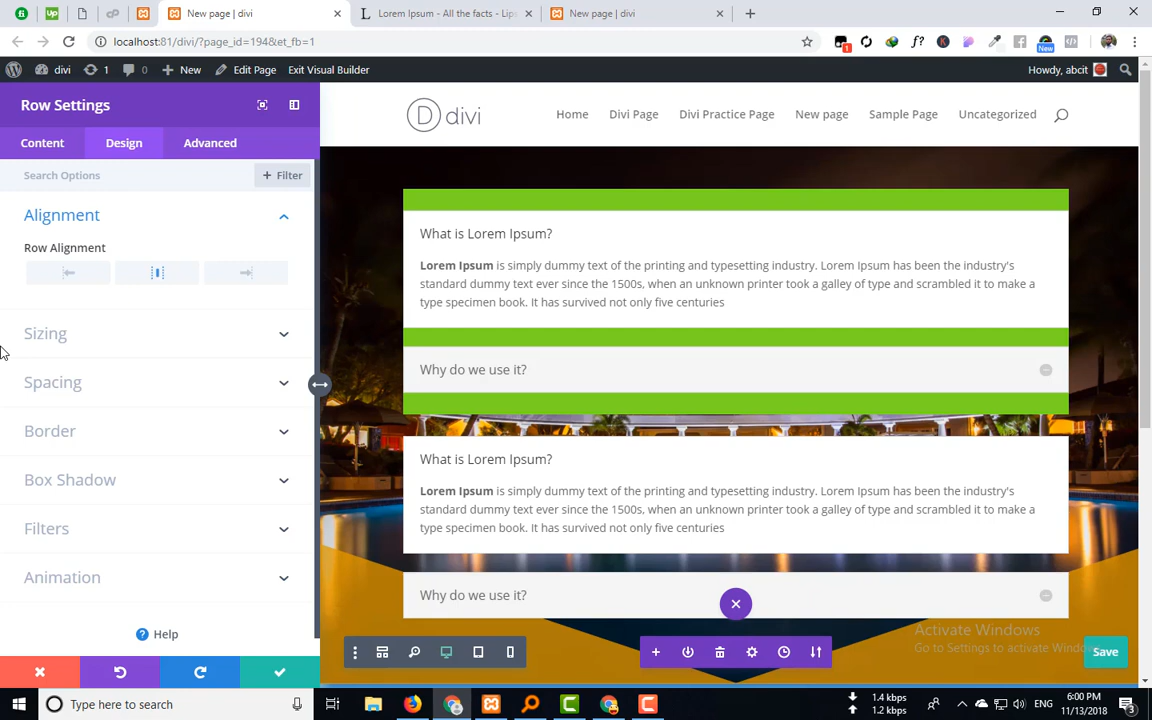 New page | divi
Lorem Ipsum - All the facts - Lips
New page | divi
localhost:81/divi/?page_id=194&et_fb=1
1
New
divi
1
0
New
Edit Page
Exit Visual Builder
Howdy, abcit
Row Settings
Content
Design
Advanced
Search Options
+ Filter
Alignment
Row Alignment
Sizing
Spacing
Border
Box Shadow
Filters
Animation
? Help
D divi
Home
Divi Page
Divi Practice Page
New page
Sample Page
Uncategorized
What is Lorem Ipsum?
Lorem Ipsum is simply dummy text of the printing and typesetting industry. Lorem Ipsum has been the industry's
standard dummy text ever since the 1500s, when an unknown printer took a galley of type and scrambled it to make a
type specimen book. It has survived not only five centuries
Why do we use it?
What is Lorem Ipsum?
Lorem Ipsum is simply dummy text of the printing and typesetting industry. Lorem Ipsum has been the industry's
standard dummy text ever since the 1500s, when an unknown printer took a galley of type and scrambled it to make a
type specimen book. It has survived not only five centuries
Why do we use it?
Activate Windows
Go to Settings to activate Windows.
Save
Type here to search
1.4 kbps
1.2 kbps
ENG
6:00 PM
11/13/2018
3